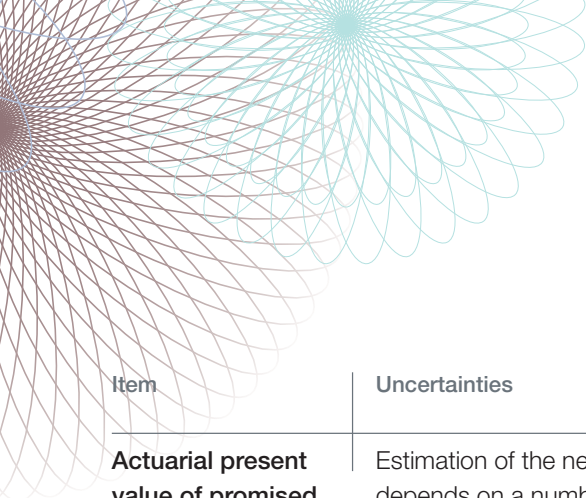 Item
Uncertainties
Actuarial present
value of promised
Estimation of the ne
depends on a numb